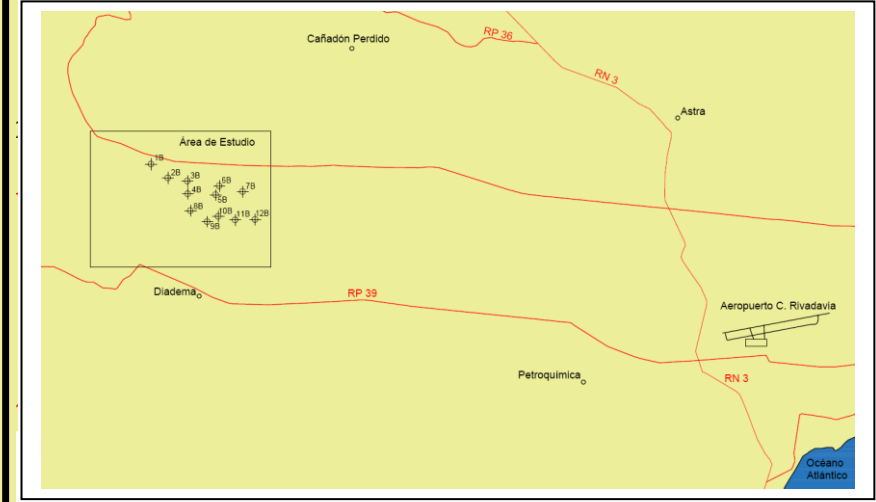 Cañadón Perdido
RP 36
RN 3
Astra
Área de Estudio
1B
2B
3B
6B
7B
4B
5B
8B
10B
11B
12B
9B
Diadema
RP 39
Aeropuerto C. Rivadavia
Petroquímica
RN 3
Océano
Atlántico